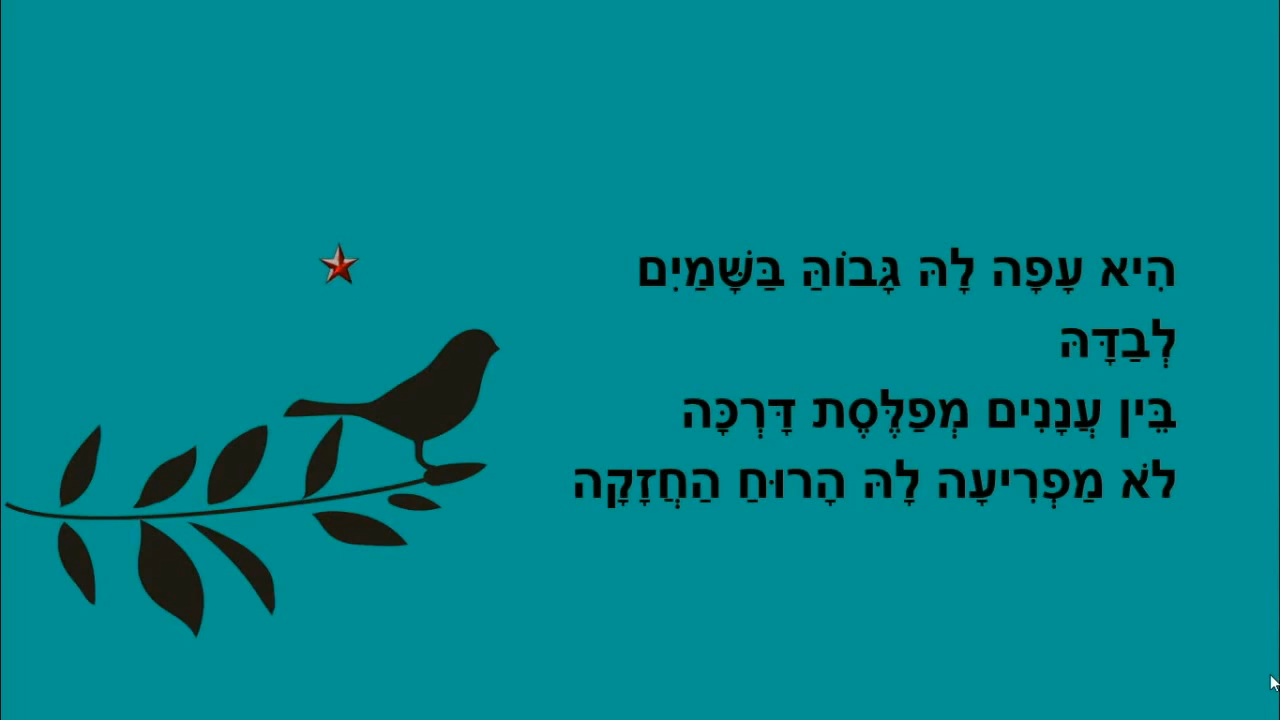 הִיא עָפָה לָהּ גָּבוֹהַּ בַּשָּׁמַיִם
לְבַדָּהּ
בֵּין עֲנָנִים מְפַלֶּסֶת דָּרְכָּה
לֹא מַפְרִיעָה לָהּ הָרוּחַ הַחֲזָקָה